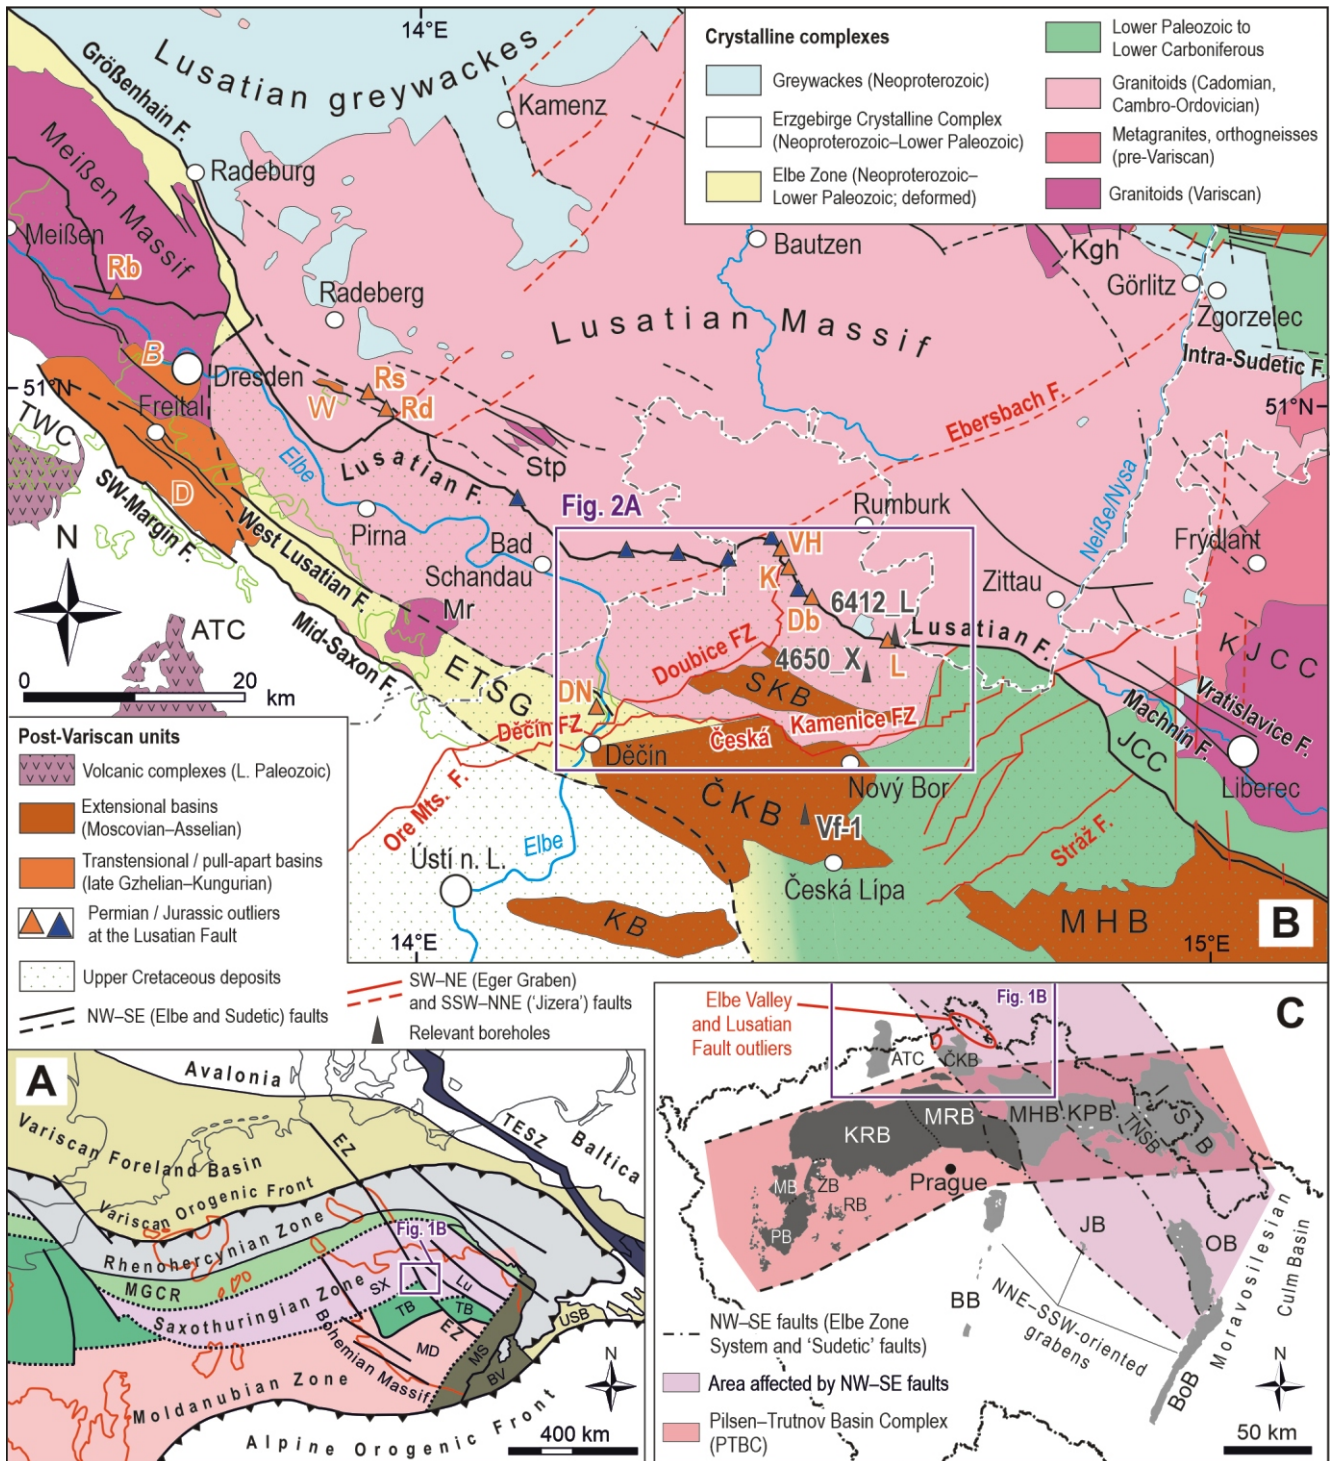 14°E
Lusatian greywackes
Größenhain F.
Kamenz
Meißen Massif
Radeburg
Meißen
Rb
Radeberg
Bautzen
Kgh
Görlitz
Zgorzelec
Lusatian Massif
Intra-Sudetic F.
B
Dresden
51°N
Freital
W
Rs
Rd
Ebersbach F.
51°N
TWC
Elbe
Lusatian F.
Stp
D
SW-Margin F.
West Lusatian F.
Pirna
Bad
Schandau
Fig. 2A
Rumburk
Neiße/Nysa
Frýdlant
N
VH
K
Db
6412_L
Zittau
Mr
Mid-Saxon F.
ATC
Lusatian F.
L
4650_X
Doubice FZ
SKB
KJCC
0
20
km
ETSG
DN
Děčín FZ
Česká
Kamenice FZ
Vratislavice F.
Machnín F.
JCC
Děčín
Nový Bor
Liberec
Ore Mts. F.
ČKB
Vf-1
Stráž F.
Ústí n. L.
Elbe
Česká Lípa
KB
MHB
B
14°E
15°E
Crystalline complexes
Greywackes (Neoproterozoic)
Erzgebirge Crystalline Complex
(Neoproterozoic–Lower Paleozoic)
Elbe Zone (Neoproterozoic–
Lower Paleozoic; deformed)
Lower Paleozoic to
Lower Carboniferous
Granitoids (Cadomian,
Cambro-Ordovician)
Metagranites, orthogneisses
(pre-Variscan)
Granitoids (Variscan)
Post-Variscan units
Volcanic complexes (L. Paleozoic)
Extensional basins
(Moscovian–Asselian)
Transtensional / pull-apart basins
(late Gzhelian–Kungurian)
Permian / Jurassic outliers
at the Lusatian Fault
Upper Cretaceous deposits
NW–SE (Elbe and Sudetic) faults
SW–NE (Eger Graben)
and SSW–NNE (‘Jizera’) faults
Relevant boreholes
A
Avalonia
TESZ
Baltica
EZ
Variscan Foreland Basin
Variscan Orogenic Front
Rhenohercynian Zone
Fig. 1B
MGCR
Saxothuringian Zone
SX
Lu
TB
TB
EZ
USB
Bohemian Massif
MD
MS
BV
Moldanubian Zone
N
Alpine Orogenic Front
400 km
C
Elbe Valley
and Lusatian
Fault outliers
Fig. 1B
ATC
ČKB
KRB
MRB
MHB
KPB
ISB
TNSB
Prague
MB
ZB
RB
PB
JB
OB
BB
NNE–SSW-oriented
grabens
BoB
Moravosilesian
Culm Basin
NW–SE faults (Elbe Zone
System and ‘Sudetic’ faults)
Area affected by NW–SE faults
Pilsen–Trutnov Basin Complex
(PTBC)
N
50 km